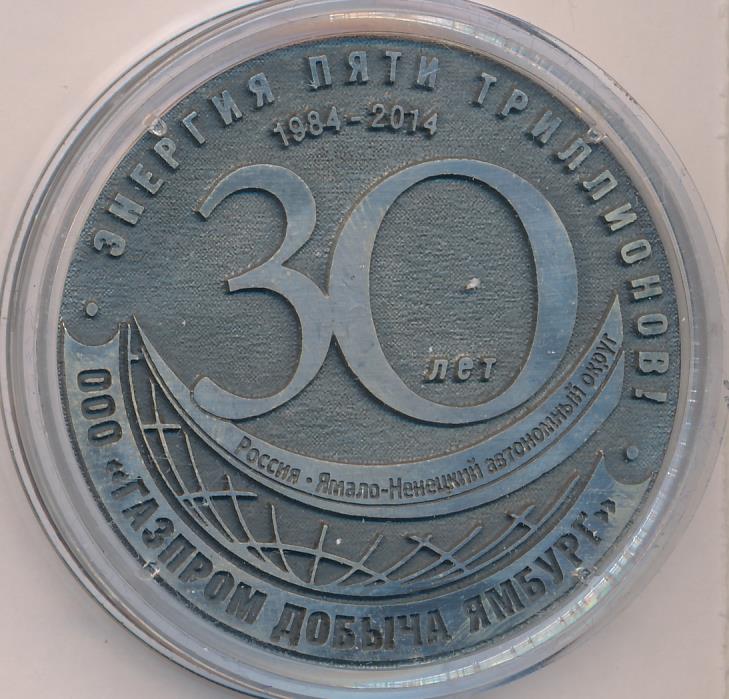 ЭНЕРГИЯ ПЯТИ ТРИЛЛИОНОВ!
1984-2014
30
лет
Россия · Ямало-Ненецкий автономный округ
ООО «ГАЗПРОМ ДОБЫЧА ЯМБУРГ»